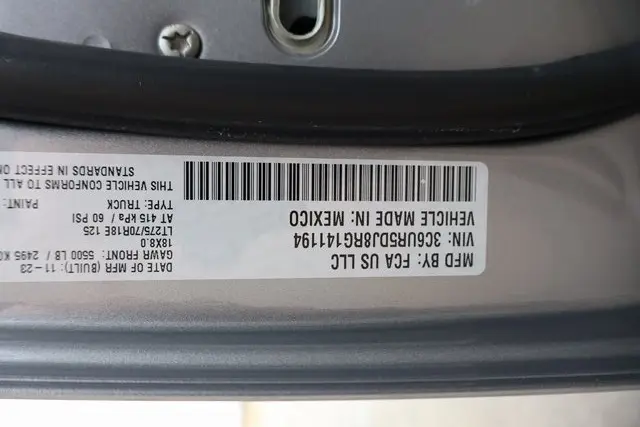 MFD BY: FCA US LLC
VIN: 3C6UR5DJ8RG141194
VEHICLE MADE IN: MEXICO
DATE OF MFR (BUILT): 11-23
GAWR FRONT: 5500 LB / 2495 KG
18X8.0
LT275/70R18E 125
AT 415 kPa / 60 PSI
TYPE: TRUCK
THIS VEHICLE CONFORMS TO ALL
STANDARDS IN EFFECT ON
PAINT: